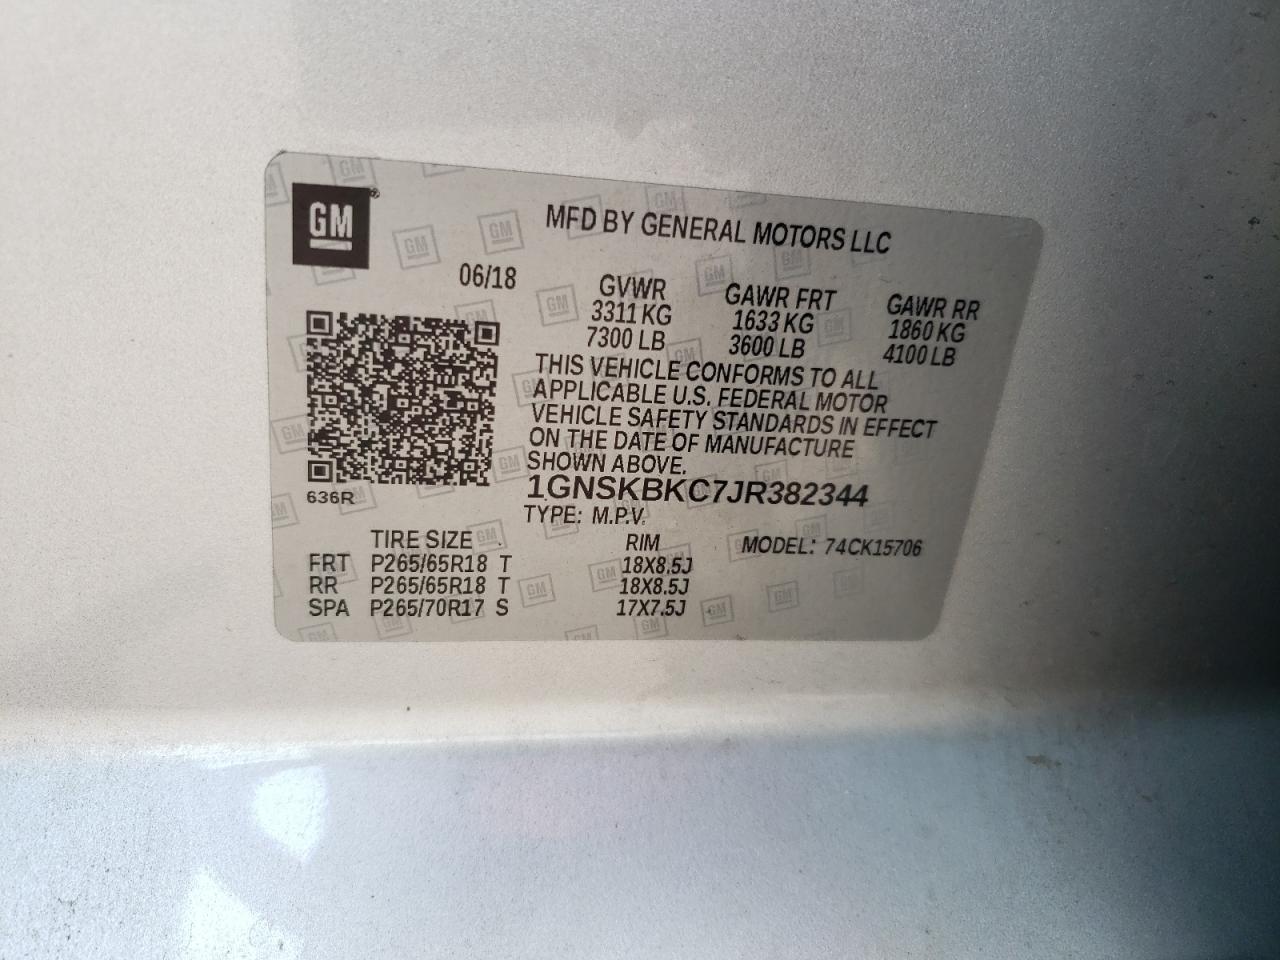 GM
MFD BY GENERAL MOTORS LLC
06/18
GVWR GAWR FRT GAWR RR
3311 KG 1633 KG 1860 KG
7300 LB 3600 LB 4100 LB
THIS VEHICLE CONFORMS TO ALL
APPLICABLE U.S. FEDERAL MOTOR
VEHICLE SAFETY STANDARDS IN EFFECT
ON THE DATE OF MANUFACTURE
SHOWN ABOVE.
636R
1GNSKBKC7JR382344
TYPE: M.P.V.
TIRE SIZE RIM MODEL: 74CK15706
FRT P265/65R18 T 18X8.5J
RR P265/65R18 T 18X8.5J
SPA P265/70R17 S 17X7.5J